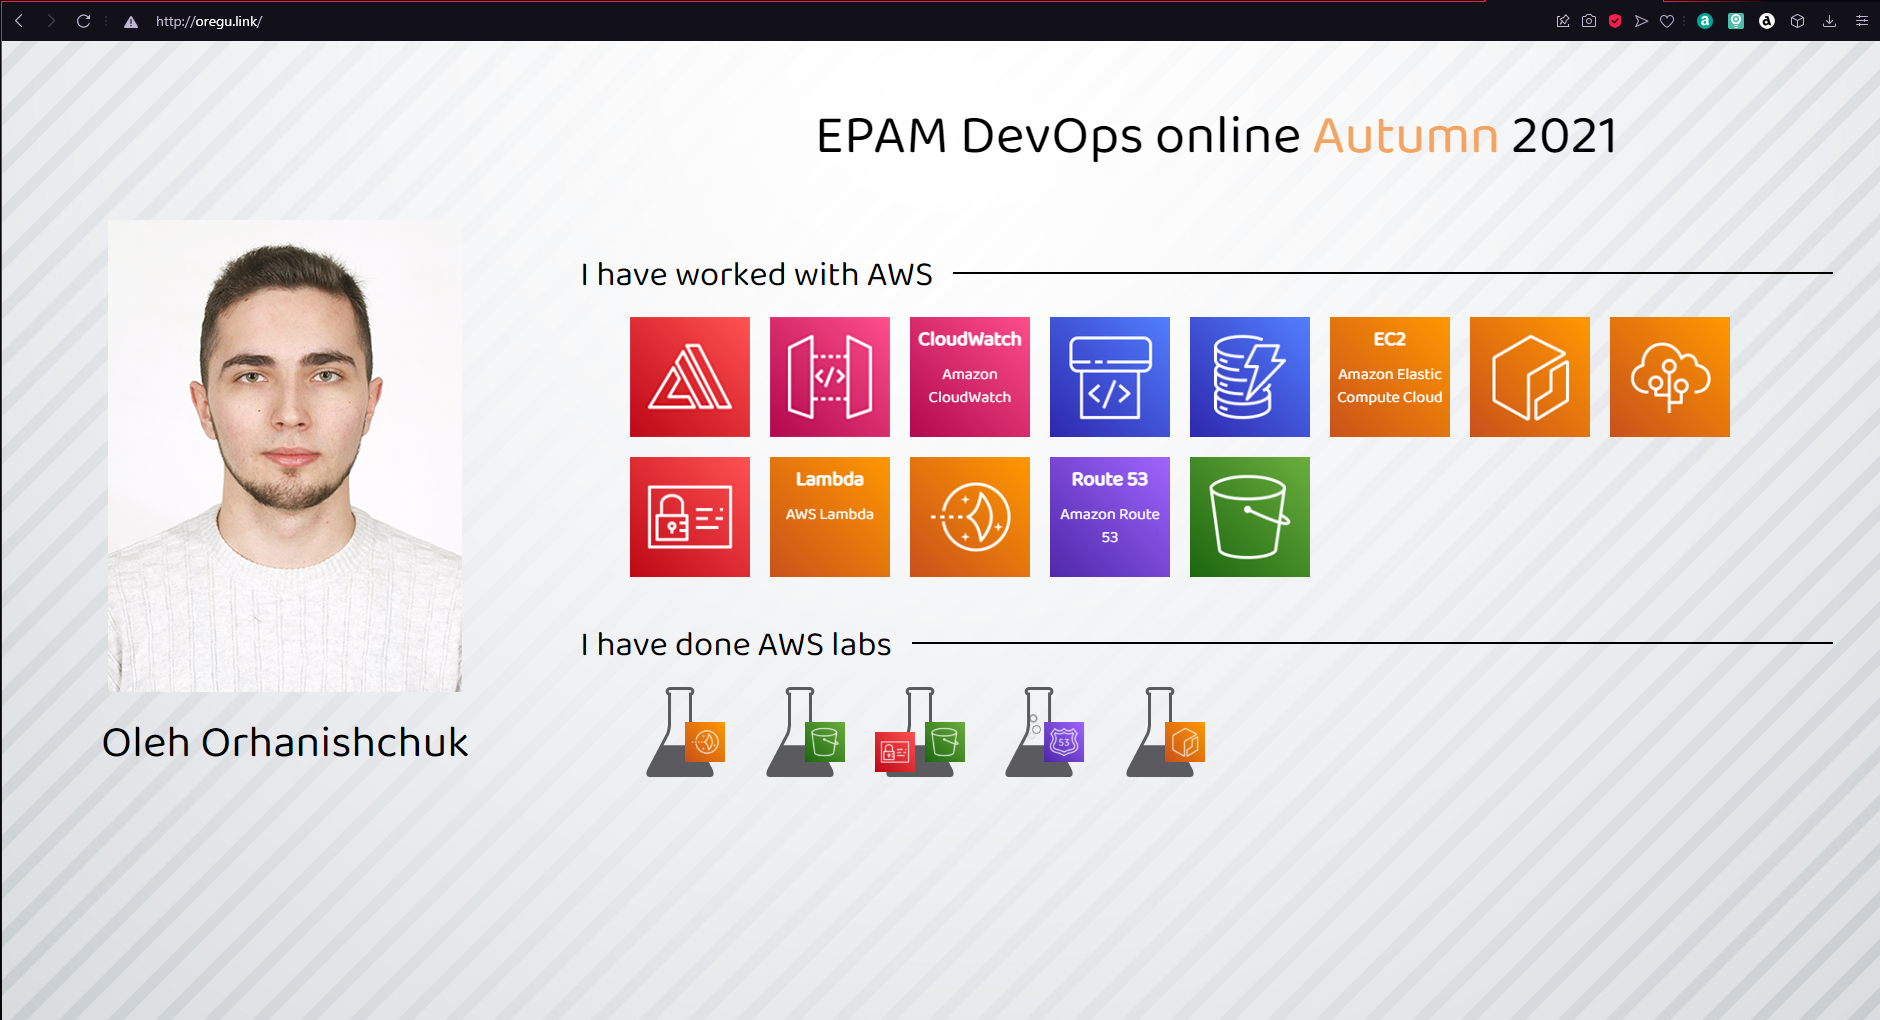 http://oregu.link/
EPAM DevOps online Autumn 2021
I have worked with AWS
CloudWatch
Amazon
CloudWatch
EC2
Amazon Elastic
Compute Cloud
Lambda
AWS Lambda
Route 53
Amazon Route
53
I have done AWS labs
53
Oleh Orhanishchuk